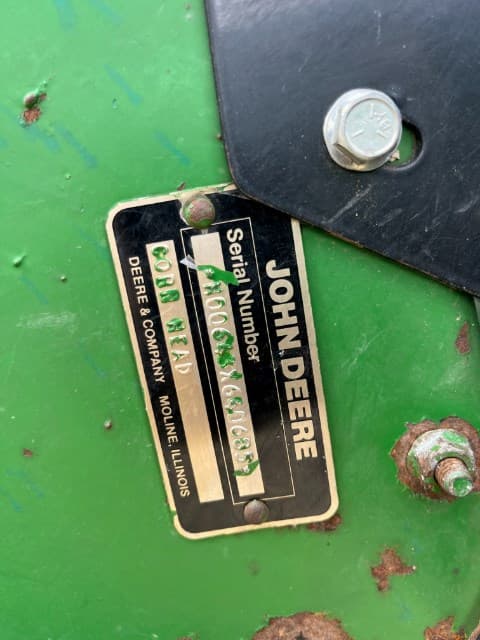 JOHN DEERE
Serial Number
CORN HEAD
DEERE & COMPANY MOLINE, ILLINOIS